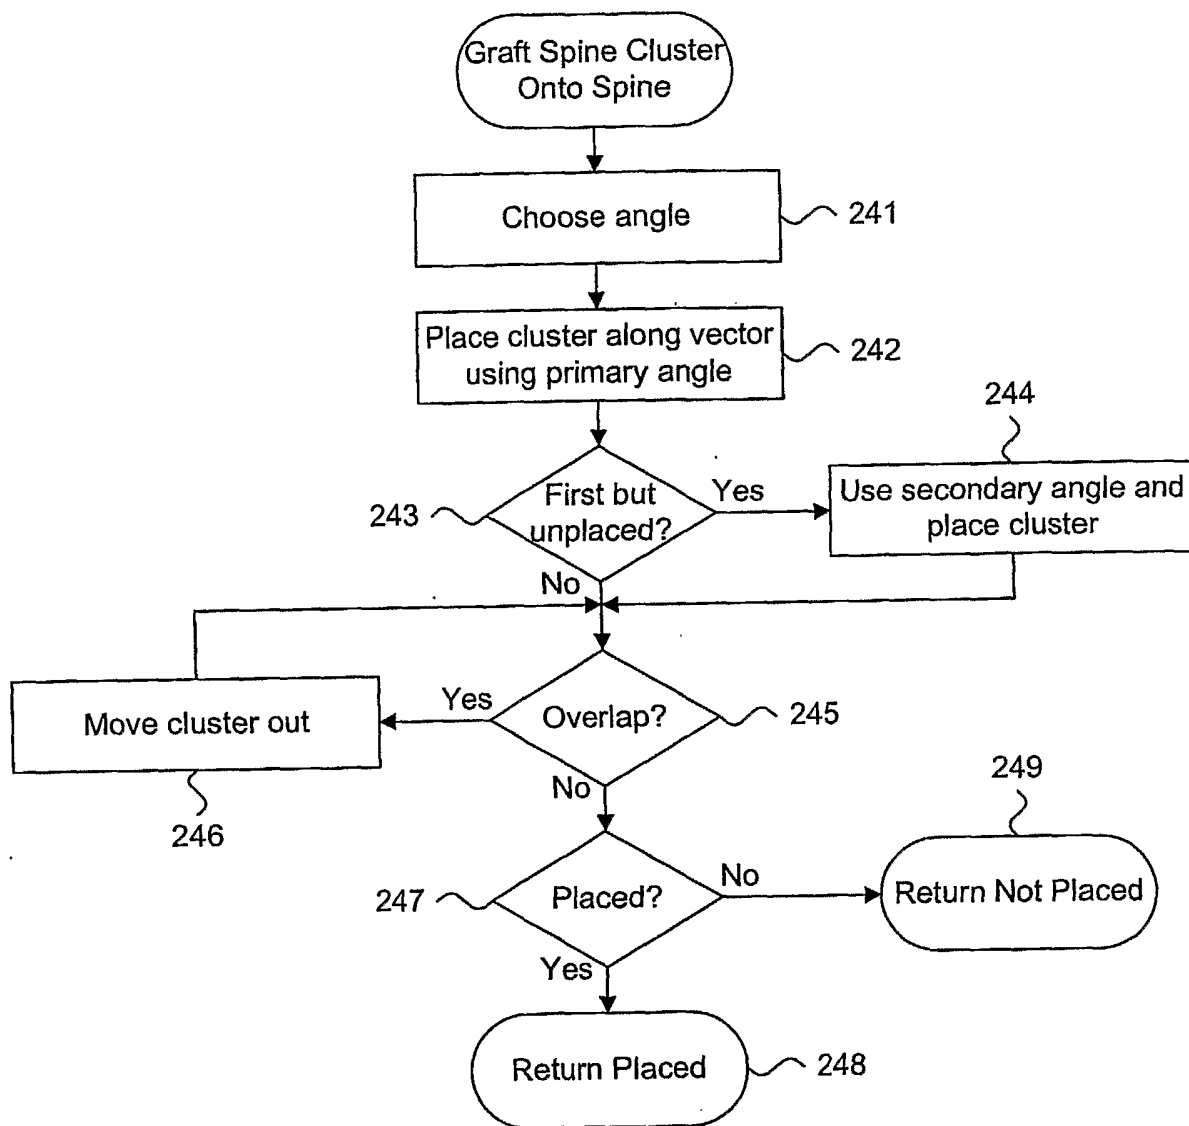 Graft Spine Cluster
Onto Spine
Choose angle
241
Place cluster along vector
using primary angle
242
244
First but
unplaced?
243
Yes
Use secondary angle and
place cluster
No
Yes
Move cluster out
Overlap?
245
246
No
249
247
Placed?
No
Return Not Placed
Yes
Return Placed
248